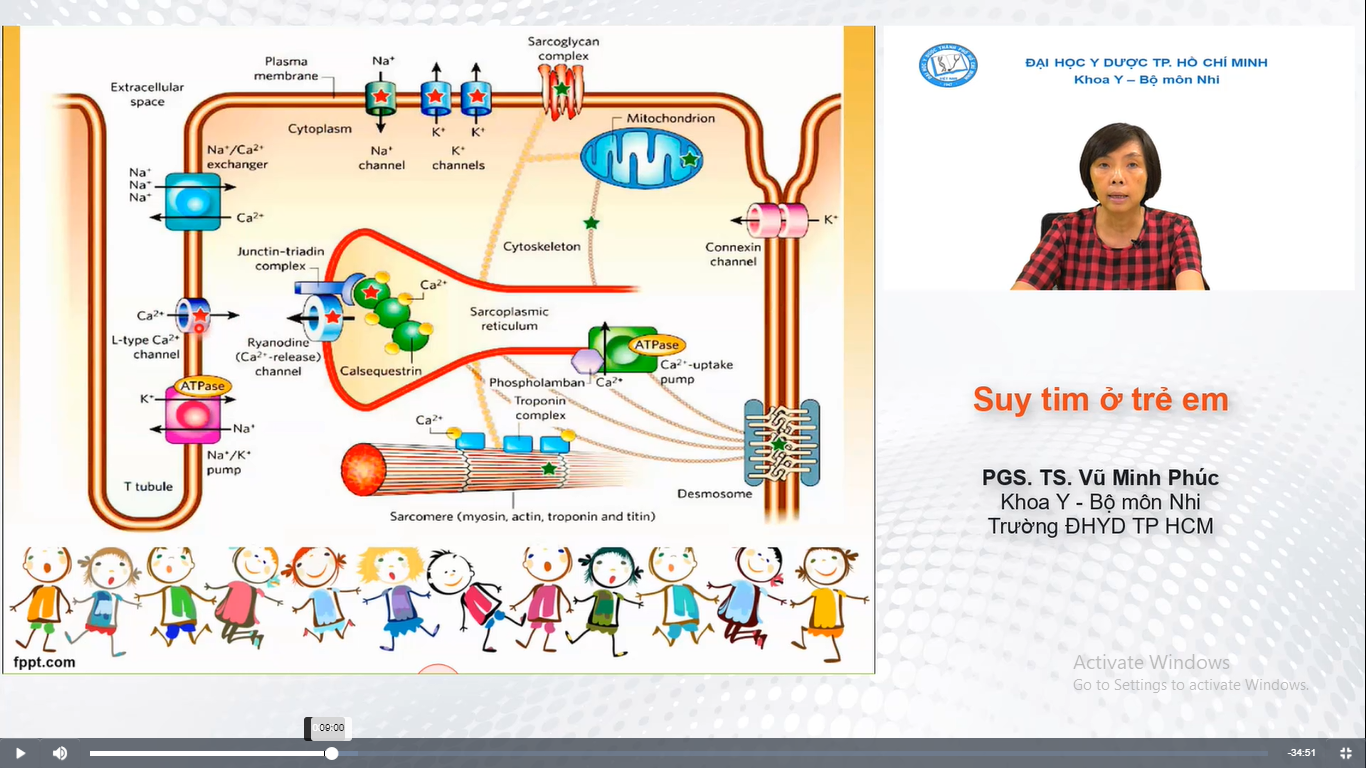 Sarcoglycan
complex
Plasma
membrane
Na⁺
Extracellular
space
Cytoplasm
K⁺
K⁺
Na⁺
channel
K⁺
channels
Mitochondrion
Na⁺/Ca²⁺
exchanger
Na⁺
Na⁺
Na⁺
Ca²⁺
K⁺
Connexin
channel
Cytoskeleton
Junctin–triadin
complex
Ca²⁺
Ca²⁺
L-type Ca²⁺
channel
Ryanodine
(Ca²⁺-release)
channel
Calsequestrin
Sarcoplasmic
reticulum
ATPase
Ca²⁺-uptake
pump
Phospholamban
Ca²⁺
ATPase
K⁺
Na⁺
Na⁺/K⁺
pump
Troponin
complex
Ca²⁺
T tubule
Desmosome
Sarcomere (myosin, actin, troponin and titin)
fppt.com
ĐẠI HỌC Y DƯỢC TP. HỒ CHÍ MINH
Khoa Y – Bộ môn Nhi
Suy tim ở trẻ em
PGS. TS. Vũ Minh Phúc
Khoa Y - Bộ môn Nhi
Trường ĐHYD TP HCM
Activate Windows
Go to Settings to activate Windows.
09:00
-34:51